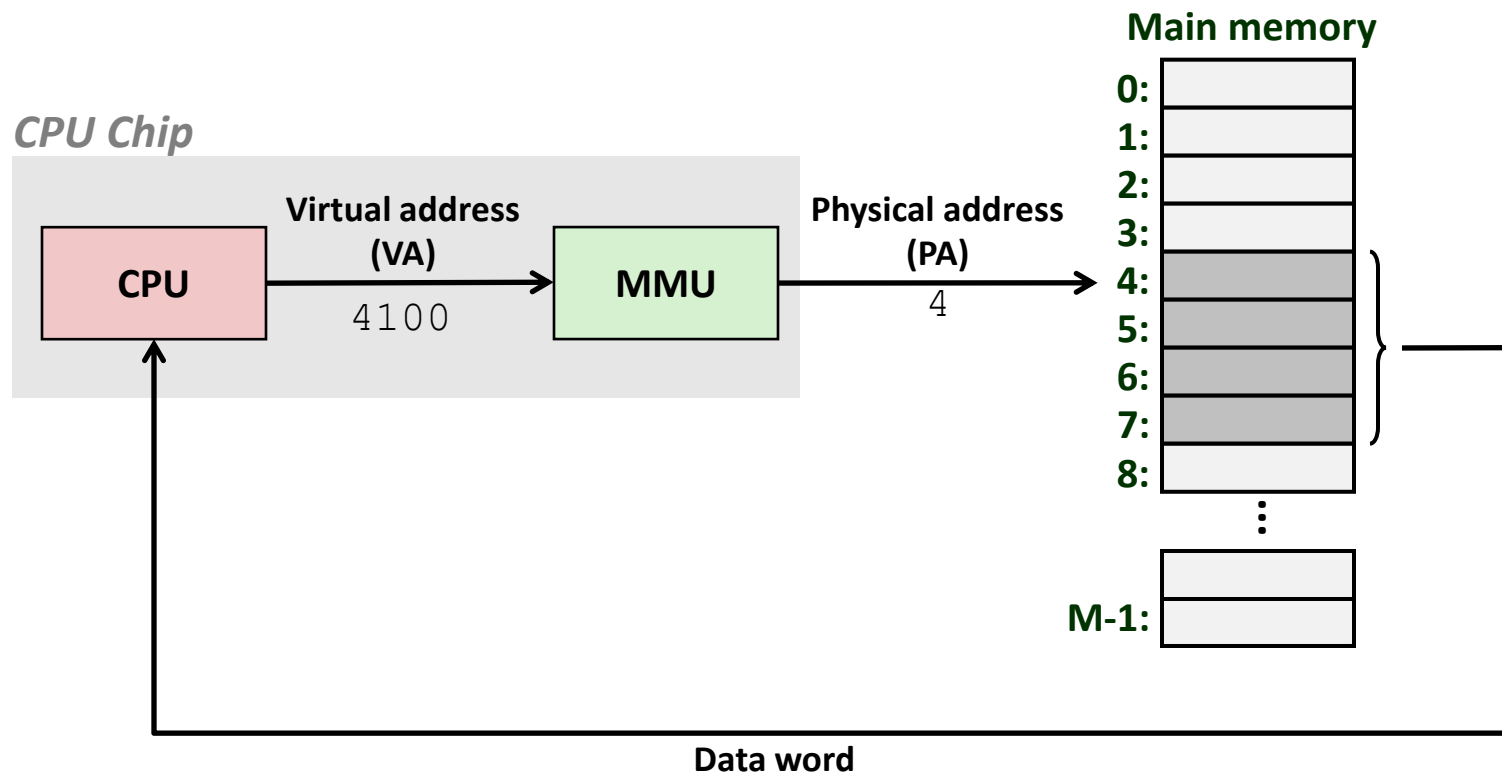 Main memory
0:
1:
CPU Chip
2:
Virtual address
(VA)
Physical address
(PA)
3:
CPU
MMU
4:
4100
4
5:
6:
7:
8:
⋮
M-1:
Data word